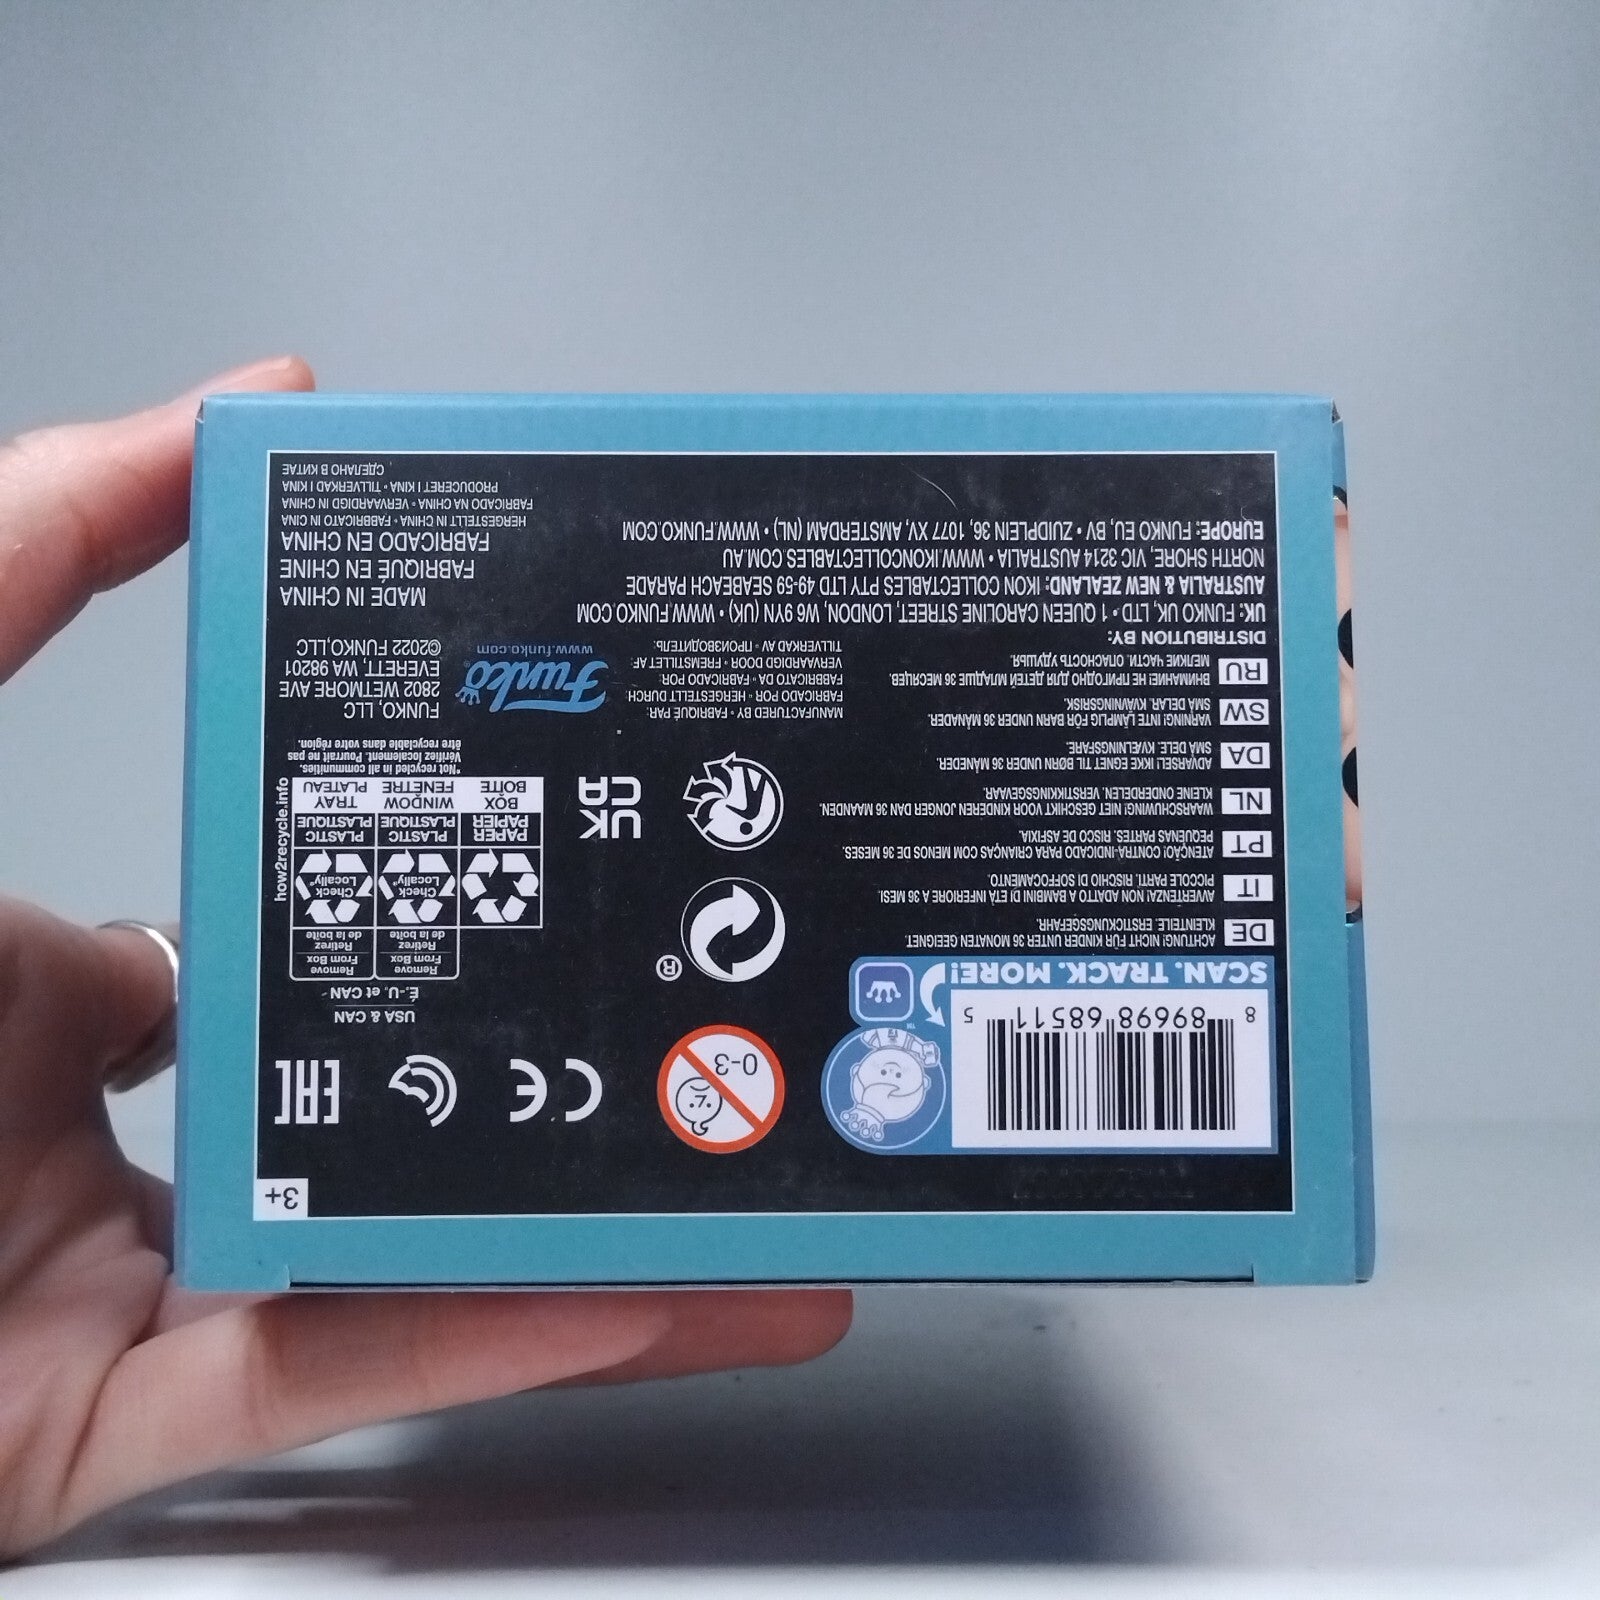 DISTRIBUTION BY:
UK: FUNKO UK, LTD • 1 QUEEN CAROLINE STREET, LONDON, W6 9YN (UK) • WWW.FUNKO.COM
AUSTRALIA & NEW ZEALAND: IKON COLLECTABLES PTY LTD 49-59 SEABEACH PARADE
NORTH SHORE, VIC 3214 AUSTRALIA • WWW.IKONCOLLECTABLES.COM.AU
EUROPE: FUNKO EU, BV • ZUIDPLEIN 36, 1077 XV, AMSTERDAM (NL) • WWW.FUNKO.COM
MADE IN CHINA
FABRIQUÉ EN CHINE
FABRICADO EN CHINA
HERGESTELLT IN CHINA • FABBRICATO IN CINA
FABRICADO NA CHINA • VERVAARDIGD IN CHINA
PRODUCERET I KINA • TILLVERKAD I KINA
СДЕЛАНО В КИТАЕ
MANUFACTURED BY • FABRIQUÉ PAR:
FABRICADO POR • HERGESTELLT DURCH
FABRICATO DA • FABRICADO POR:
VERVAARDIGD DOOR • FREMSTILLET AF:
TILLVERKAD AV • ПРОИЗВОДИТЕЛЬ:
Funko®
www.funko.com
FUNKO, LLC
2802 WETMORE AVE
EVERETT, WA 98201
©2022 FUNKO,LLC
8 89698 68511 5
SCAN. TRACK. MORE!
TM
DE ACHTUNG! NICHT FÜR KINDER UNTER 36 MONATEN GEEIGNET.
KLEINTEILE. ERSTICKUNGSGEFAHR.
IT AVVERTENZA! NON ADATTO A BAMBINI DI ETÀ INFERIORE A 36 MESI.
PICCOLE PARTI. RISCHIO DI SOFFOCAMENTO.
PT ATENÇÃO! CONTRA-INDICADO PARA CRIANÇAS COM MENOS DE 36 MESES.
PEQUENAS PARTES. RISCO DE ASFIXIA.
NL WAARSCHUWING! NIET GESCHIKT VOOR KINDEREN JONGER DAN 36 MAANDEN.
KLEINE ONDERDELEN. VERSTIKKINGSGEVAAR.
DA ADVARSEL! IKKE EGNET TIL BØRN UNDER 36 MÅNEDER.
SMÅ DELE. KVÆLNINGSFARE.
SW VARNING! INTE LÄMPLIG FÖR BARN UNDER 36 MÅNADER.
SMÅ DELAR. KVÄVNINGSRISK.
RU ВНИМАНИЕ! НЕ ПРИГОДНО ДЛЯ ДЕТЕЙ МЛАДШЕ 36 МЕСЯЦЕВ.
МЕЛКИЕ ЧАСТИ. ОПАСНОСТЬ УДУШЬЯ.
3+
0-3
CE
EAC
®
UK
CA
USA & CAN
É.-U. et CAN
Remove
From Box
Retirez
de la boîte
Remove
From Box
Retirez
de la boîte
Check
Locally*
Check
Locally*
PAPER
PAPIER
BOX
BOÎTE
PLASTIC
PLASTIQUE
WINDOW
FENÊTRE
PLASTIC
PLASTIQUE
TRAY
PLATEAU
how2recycle.info
*Not recycled in all communities.
Vérifiez localement. Pourrait ne pas
être recyclable dans votre région.